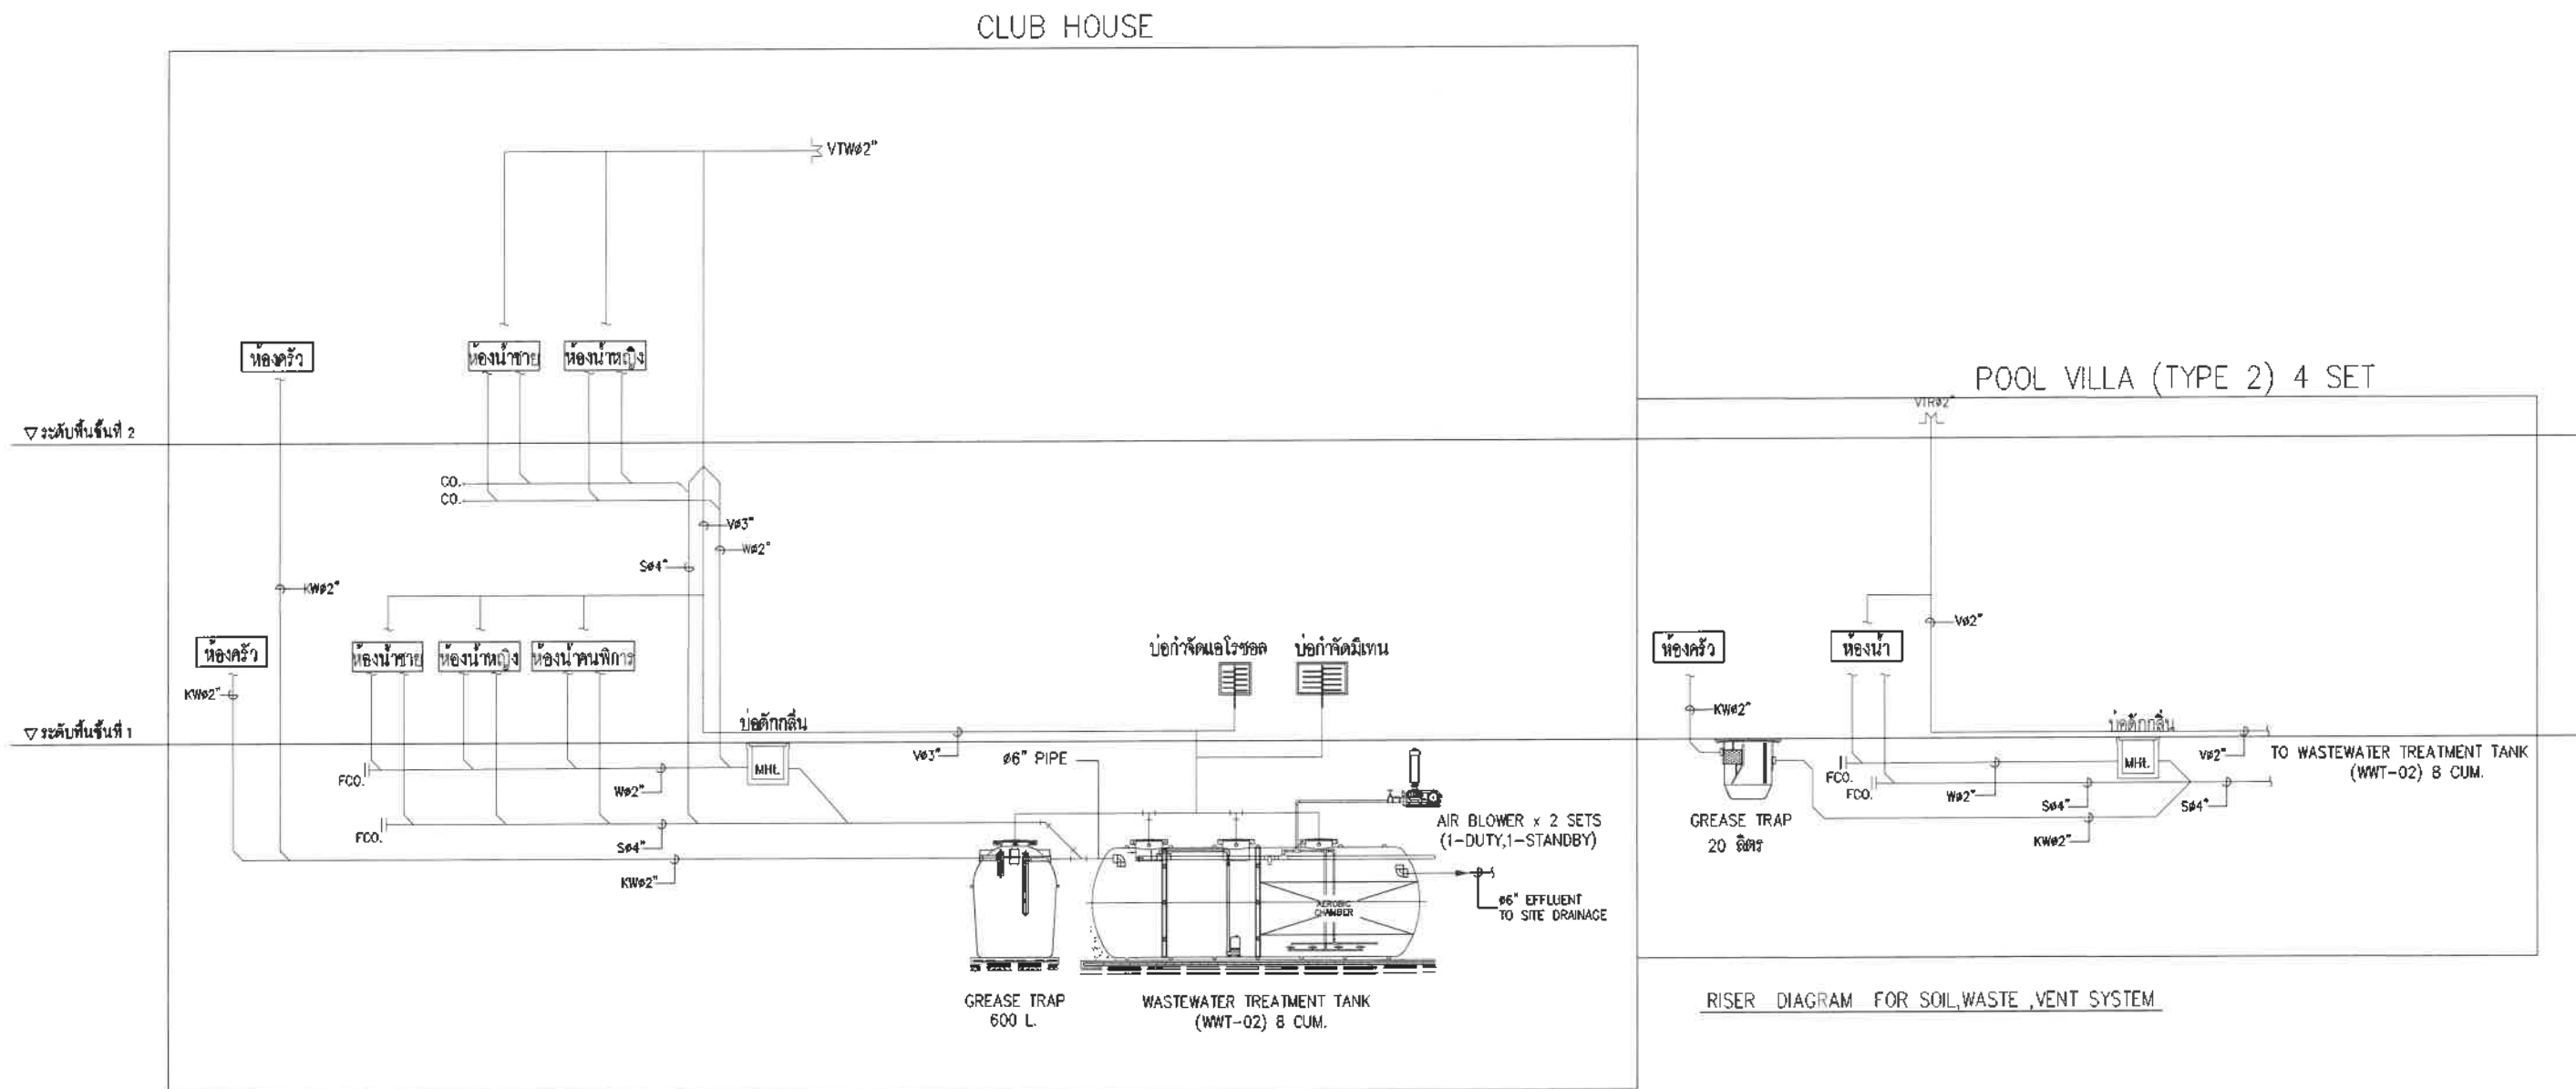 CLUB HOUSE
VTWø2"
ห้องครัว
ห้องน้ำชาย
ห้องน้ำหญิง
POOL VILLA (TYPE 2) 4 SET
VTRø2"
ระดับพื้นชั้นที่ 2
CO.
CO.
Vø3"
Wø2"
Sø4"
KWø2"
Vø2"
ห้องครัว
ห้องน้ำชาย
ห้องน้ำหญิง
ห้องน้ำคนพิการ
บ่อกำจัดแอโรซอล
บ่อกำจัดมีเทน
ห้องครัว
ห้องน้ำ
KWø2"
KWø2"
ระดับพื้นชั้นที่ 1
บ่อดักกลิ่น
บ่อดักกลิ่น
Vø3"
ø6" PIPE
MH.
FCO.
Wø2"
FCO.
Sø4"
KWø2"
AIR BLOWER x 2 SETS
(1-DUTY,1-STANDBY)
AEROBIC
CHAMBER
ø6" EFFLUENT
TO SITE DRAINAGE
GREASE TRAP
600 L.
WASTEWATER TREATMENT TANK
(WWT-02) 8 CUM.
MH.
Vø2"
TO WASTEWATER TREATMENT TANK
(WWT-02) 8 CUM.
FCO.
FCO.
Wø2"
Sø4"
Sø4"
KWø2"
GREASE TRAP
20 ลิตร
RISER DIAGRAM FOR SOIL,WASTE ,VENT SYSTEM